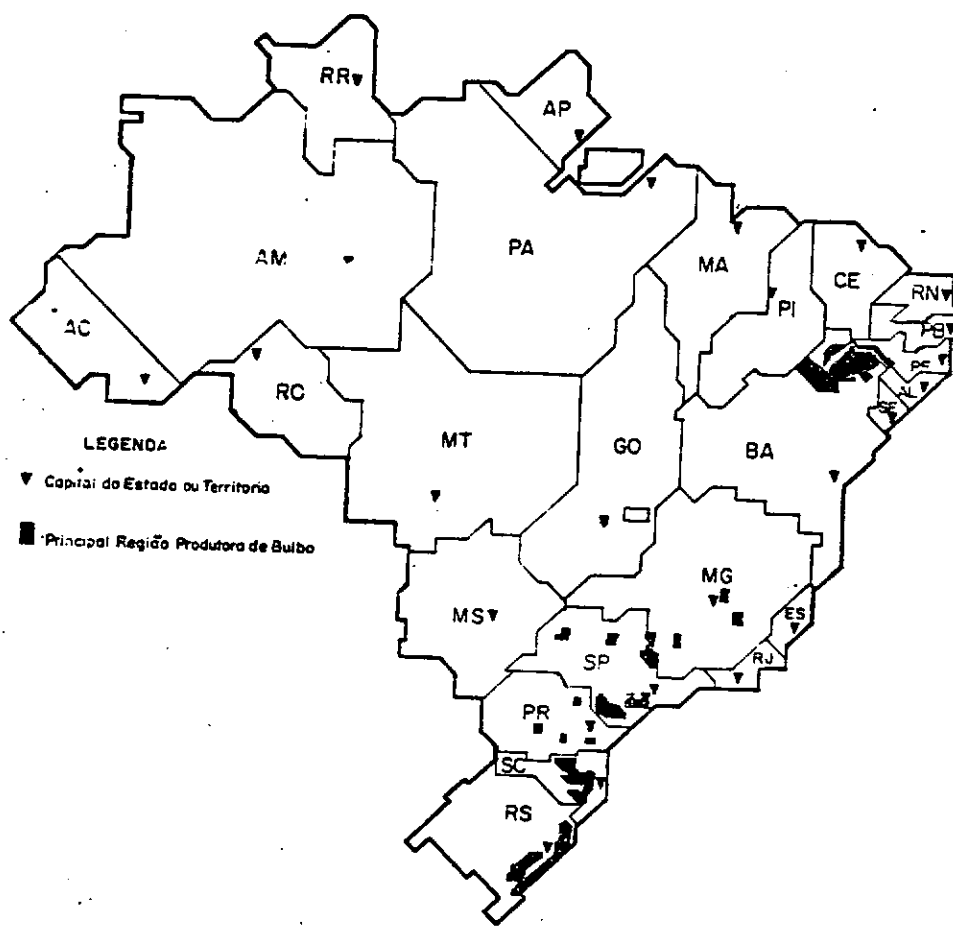 RR
AP
AM
PA
MA
CE
RN
PB
PI
PE
AL
SE
AC
RO
MT
GO
BA
LEGENDA
Capital do Estado ou Territorio
Principal Região Produtora de Bulbo
MG
MS
ES
SP
RJ
PR
SC
RS